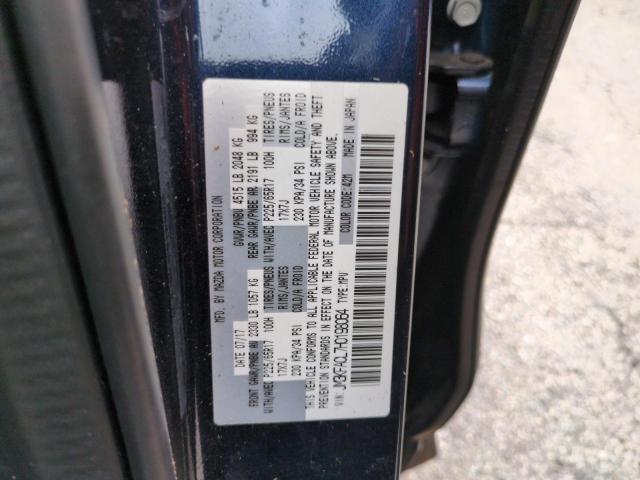 MFD. BY MAZDA MOTOR CORPORATION
DATE 07/17 GVWR/PNBU 4515 LB 2048 KG
FRONT GAWR/PNBE AV 2330 LB 1057 KG REAR GAWR/PNBE AR 2191 LB 994 KG
WITH/AVEC P225/65R17 100H TIRES/PNEUS WITH/AVEC P225/65R17 100H TIRES/PNEUS
17X7J RIMS/JANTES 17X7J RIMS/JANTES
230 KPA/34 PSI COLD/A FROID 230 KPA/34 PSI COLD/A FROID
THIS VEHICLE CONFORMS TO ALL APPLICABLE FEDERAL MOTOR VEHICLE SAFETY AND THEFT
PREVENTION STANDARDS IN EFFECT ON THE DATE OF MANUFACTURE SHOWN ABOVE.
VIN: JM3KFACL7H0198064 TYPE:MPV COLOR CODE:42M MADE IN JAPAN